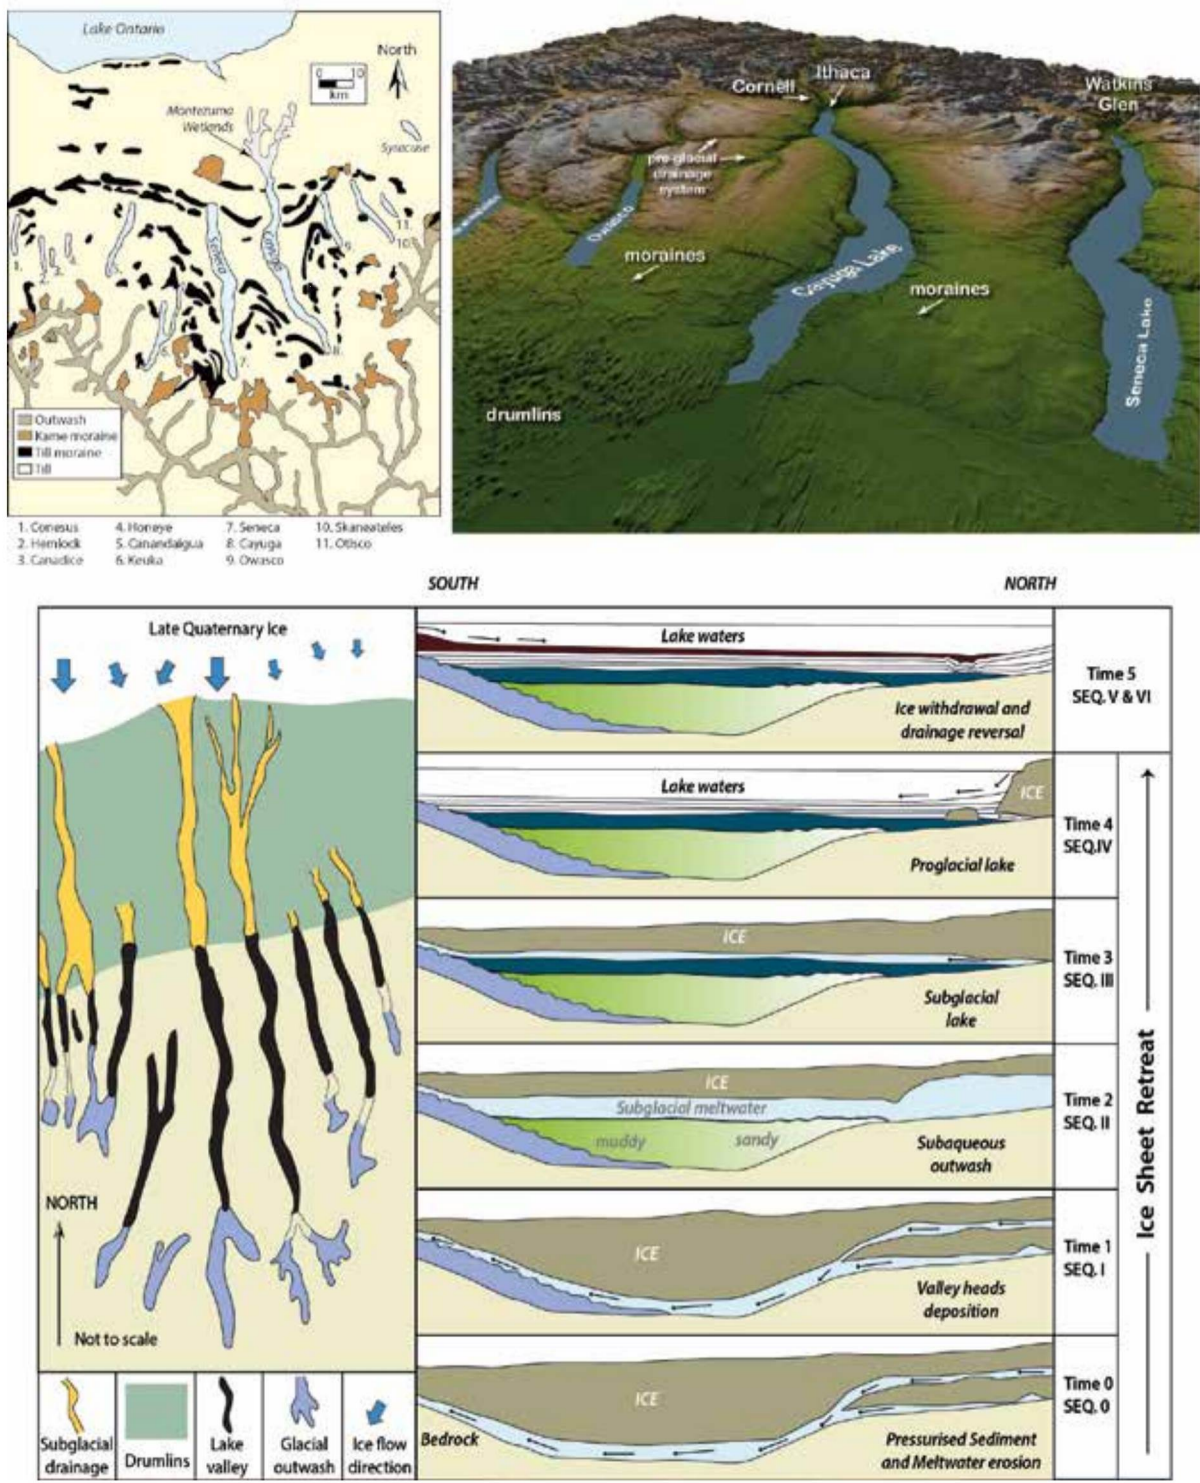 Lake Ontario
North
0 10
km
Montezuma
Wetlands
Syracuse
Seneca
Cayuga
1.
2.
3.
4.
5.
6.
7.
8.
9.
10.
11.
Outwash
Kame moraine
Till moraine
Till
1. Conesus
2. Hemlock
3. Canadice
4. Honeye
5. Canandaigua
6. Keuka
7. Seneca
8. Cayuga
9. Owasco
10. Skaneateles
11. Otisco
Cornell
Ithaca
Watkins
Glen
pre-glacial
drainage
system
Owasco
moraines
Cayuga Lake
moraines
Seneca Lake
drumlins
SOUTH
NORTH
Late Quaternary Ice
NORTH
Not to scale
Subglacial
drainage
Drumlins
Lake
valley
Glacial
outwash
Ice flow
direction
Lake waters
Ice withdrawal and
drainage reversal
Time 5
SEQ. V & VI
Lake waters
ICE
Proglacial lake
Time 4
SEQ.IV
ICE
Subglacial
lake
Time 3
SEQ. III
ICE
Subglacial meltwater
muddy
sandy
Subaqueous
outwash
Time 2
SEQ. II
ICE
Valley heads
deposition
Time 1
SEQ. I
ICE
Bedrock
Pressurised Sediment
and Meltwater erosion
Time 0
SEQ. 0
Ice Sheet Retreat